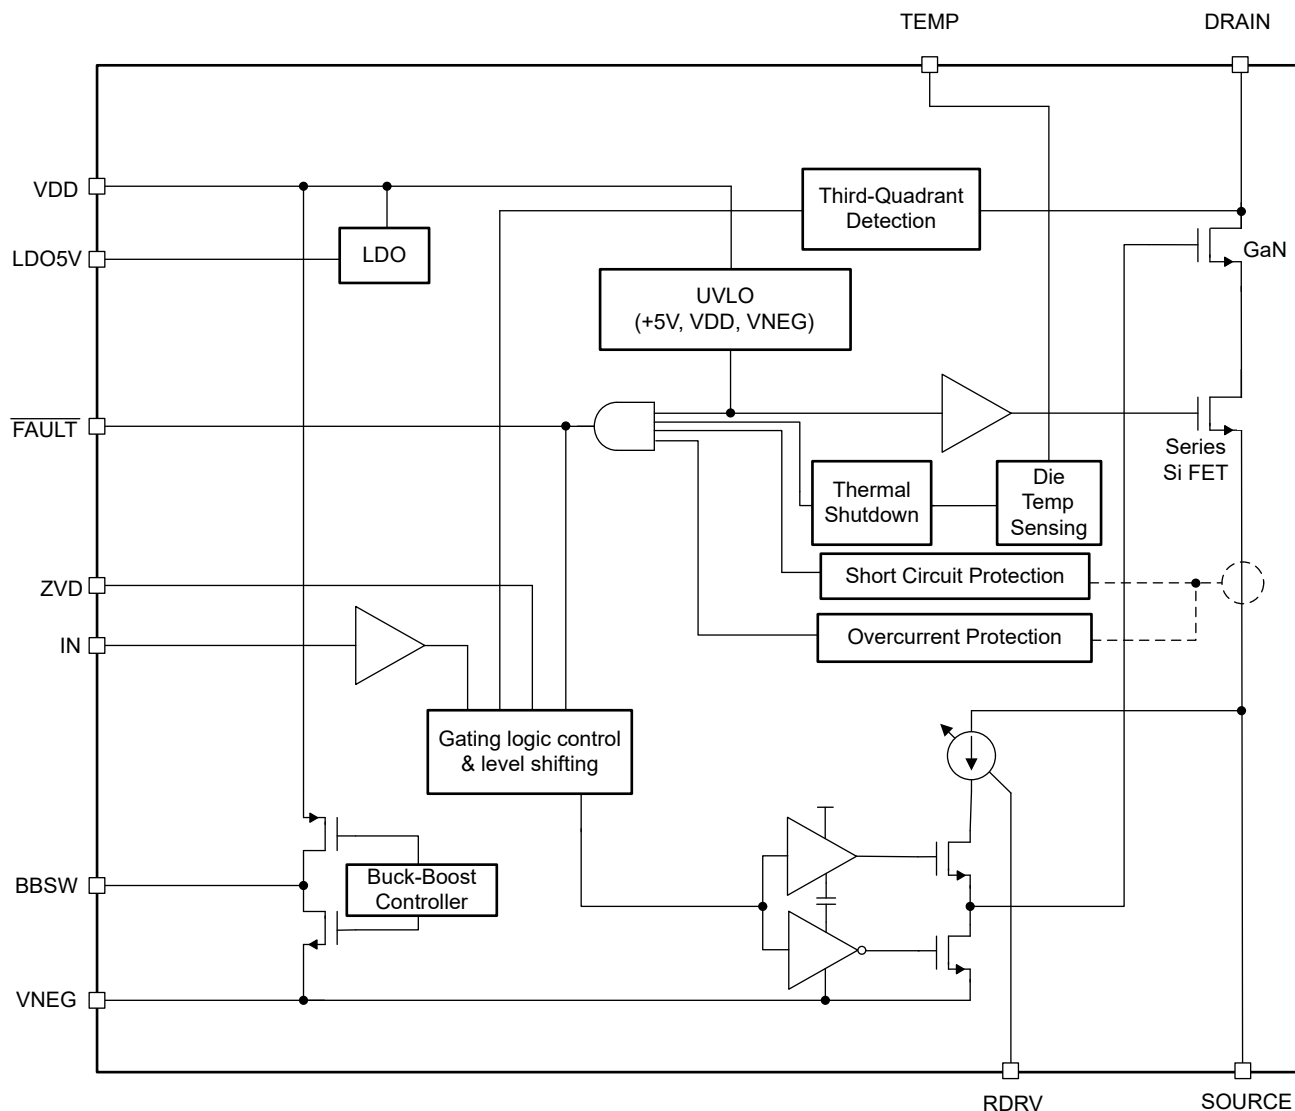 TEMP
DRAIN
VDD
Third-Quadrant
Detection
LDO5V
LDO
GaN
UVLO
(+5V, VDD, VNEG)
FAULT
Series
Si FET
Thermal
Shutdown
Die
Temp
Sensing
Short Circuit Protection
ZVD
Overcurrent Protection
IN
Gating logic control
& level shifting
BBSW
Buck-Boost
Controller
VNEG
RDRV
SOURCE